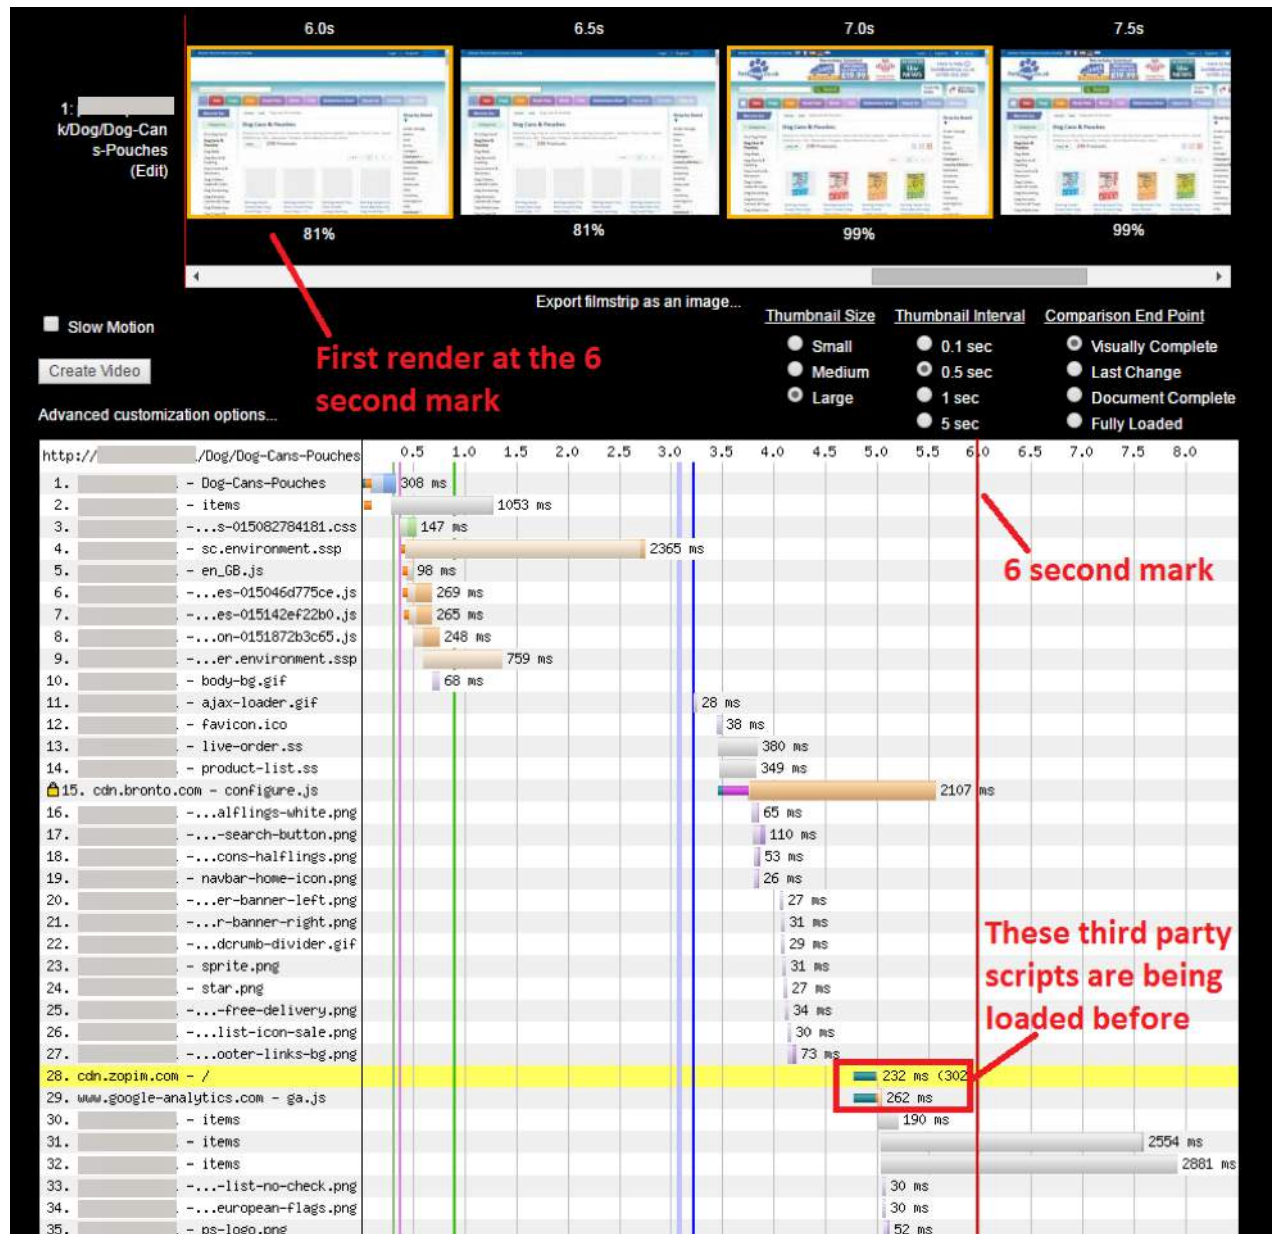 6.0s 6.5s 7.0s 7.5s
1:
k/Dog/Dog-Can
s-Pouches
(Edit)
81% 81% 99% 99%
Export filmstrip as an image...
Slow Motion
Create Video
Advanced customization options...
First render at the 6
second mark
Thumbnail Size Thumbnail Interval Comparison End Point
Small 0.1 sec Visually Complete
Medium 0.5 sec Last Change
Large 1 sec Document Complete
5 sec Fully Loaded
http:// ./Dog/Dog-Cans-Pouches 0.5 1.0 1.5 2.0 2.5 3.0 3.5 4.0 4.5 5.0 5.5 6.0 6.5 7.0 7.5 8.0
1. - Dog-Cans-Pouches 308 ms
2. - items 1053 ms
3. -...s-015082784181.css 147 ms
4. - sc.environment.ssp 2365 ms
5. - en_GB.js 98 ms
6. -...es-015046d775ce.js 269 ms
7. -...es-015142ef22b0.js 265 ms
8. -...on-0151872b3c65.js 248 ms
9. -...er.environment.ssp 759 ms
10. - body-bg.gif 68 ms
11. - ajax-loader.gif 28 ms
12. - favicon.ico 38 ms
13. - live-order.ss 380 ms
14. - product-list.ss 349 ms
15. cdn.bronto.com - configure.js 2107 ms
16. -...alflings-white.png 65 ms
17. -...-search-button.png 110 ms
18. -...cons-halflings.png 53 ms
19. - navbar-home-icon.png 26 ms
20. -...er-banner-left.png 27 ms
21. -...r-banner-right.png 31 ms
22. -...dcrumb-divider.gif 29 ms
23. - sprite.png 31 ms
24. - star.png 27 ms
25. -...-free-delivery.png 34 ms
26. -...list-icon-sale.png 30 ms
27. -...ooter-links-bg.png 73 ms
28. cdn.zopim.com - / 232 ms (302
29. www.google-analytics.com - ga.js 262 ms
30. - items 190 ms
31. - items 2554 ms
32. - items 2881 ms
33. -...-list-no-check.png 30 ms
34. -...european-flags.png 30 ms
35. - ps-logo.png 52 ms
6 second mark
These third party
scripts are being
loaded before